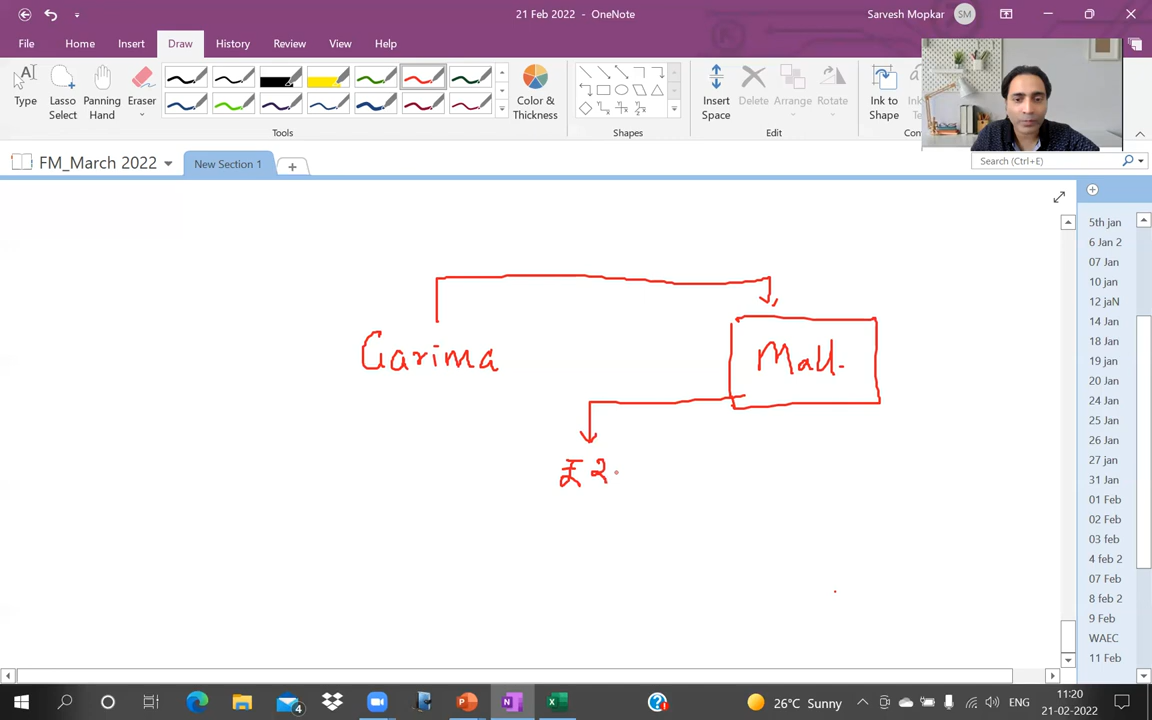 21 Feb 2022 - OneNote
Sarvesh Mopkar
SM
File
Home
Insert
Draw
History
Review
View
Help
Type
Lasso
Select
Panning
Hand
Eraser
Color &
Thickness
Insert
Space
Delete
Arrange
Rotate
Ink to
Shape
Tools
Shapes
Edit
FM_March 2022
New Section 1
Search (Ctrl+E)
5th jan
6 Jan 2
07 Jan
10 jan
12 jaN
14 Jan
18 Jan
19 jan
20 Jan
24 Jan
25 Jan
26 Jan
27 jan
31 Jan
01 Feb
02 Feb
03 feb
4 feb 2
07 Feb
8 feb 2
9 Feb
WAEC
11 Feb
Garima
Mall.
£2
26°C Sunny
ENG
11:20
21-02-2022